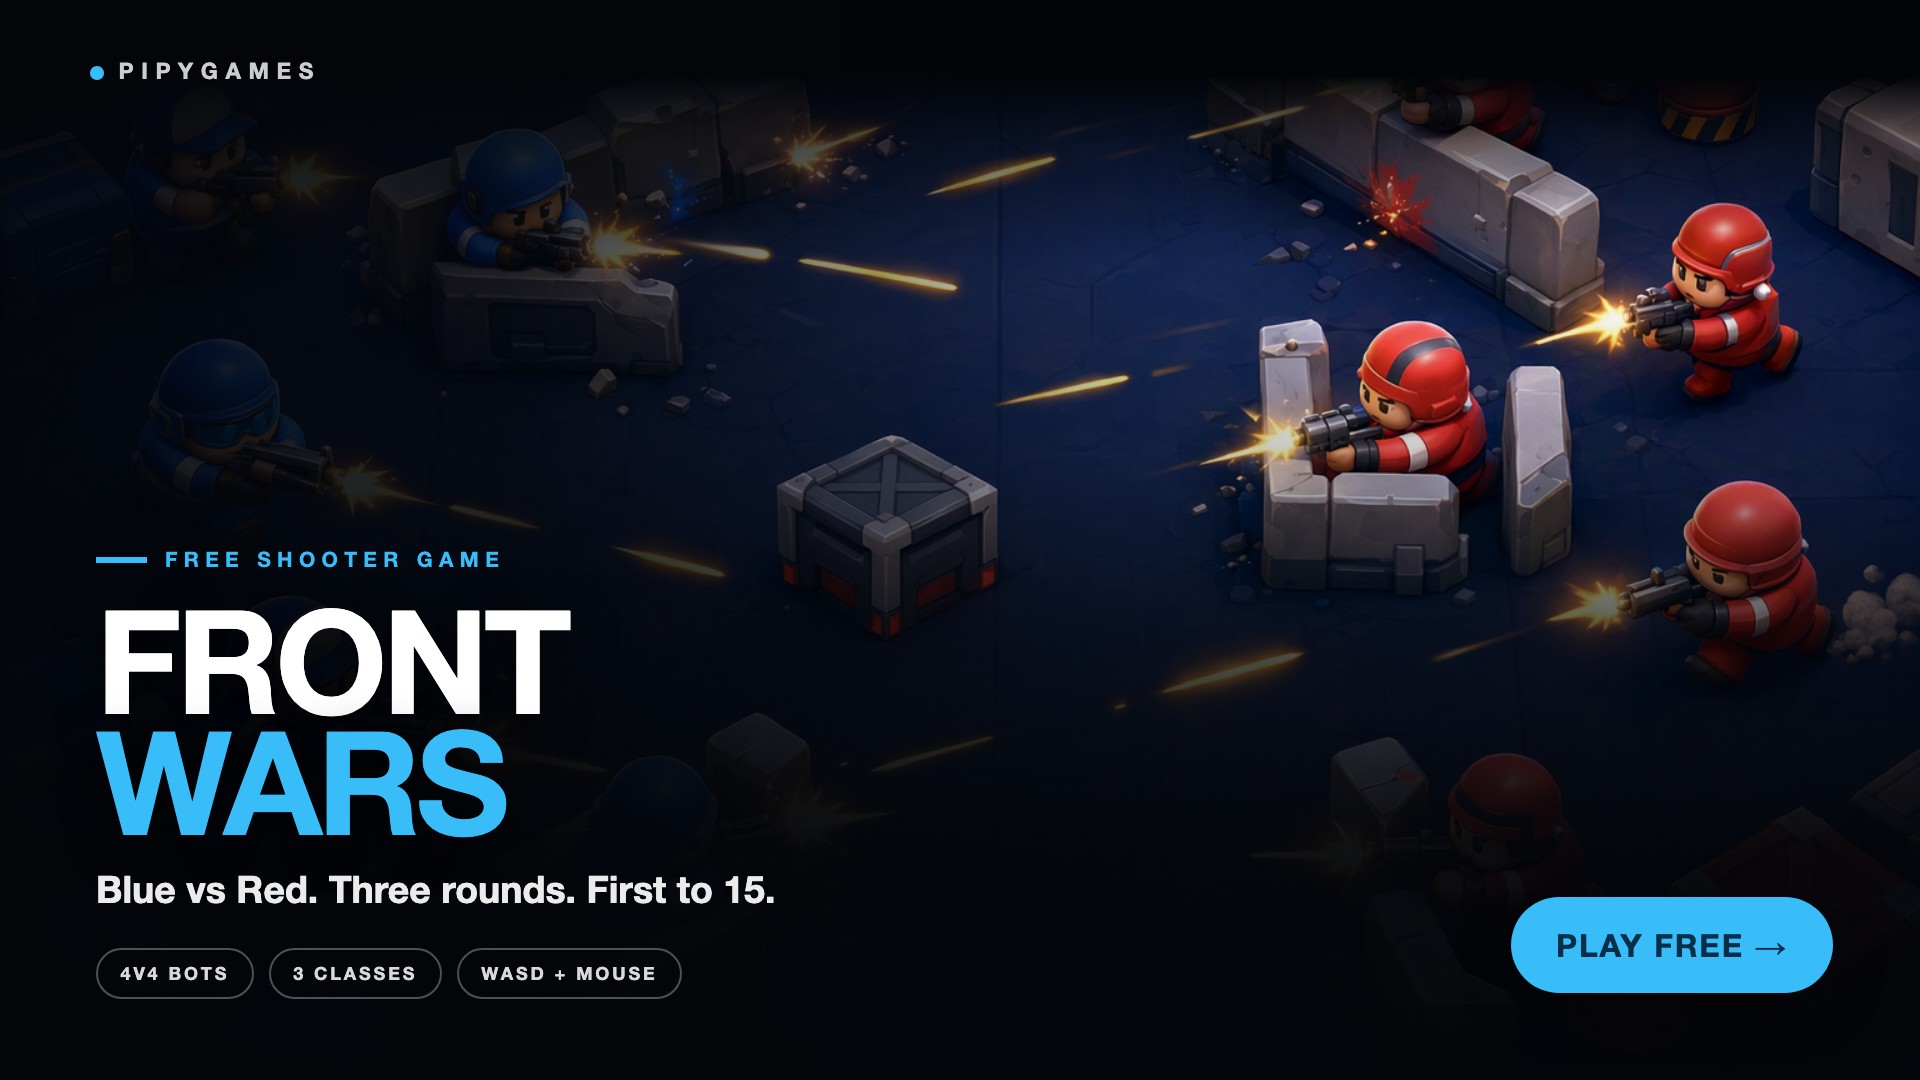 PIPYGAMES
FREE SHOOTER GAME
FRONT
WARS
Blue vs Red. Three rounds. First to 15.
4V4 BOTS
3 CLASSES
WASD + MOUSE
PLAY FREE →